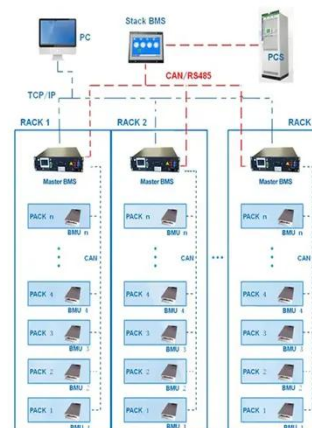 PC
Stack BMS
PCS
CAN/RS485
TCP/IP
RACK 1
RACK 2
RACK
Master BMS
Master BMS
Master BMS
PACK n
BMU n
PACK n
BMU n
PACK n
BMU n
CAN
CAN
CAN
PACK 4
BMU 4
PACK 4
BMU 4
PACK 4
BMU 4
PACK 3
BMU 3
PACK 3
BMU 3
PACK 3
BMU 3
PACK 2
BMU 2
PACK 2
BMU 2
PACK 2
BMU 2
PACK 1
PACK 1
PACK 1